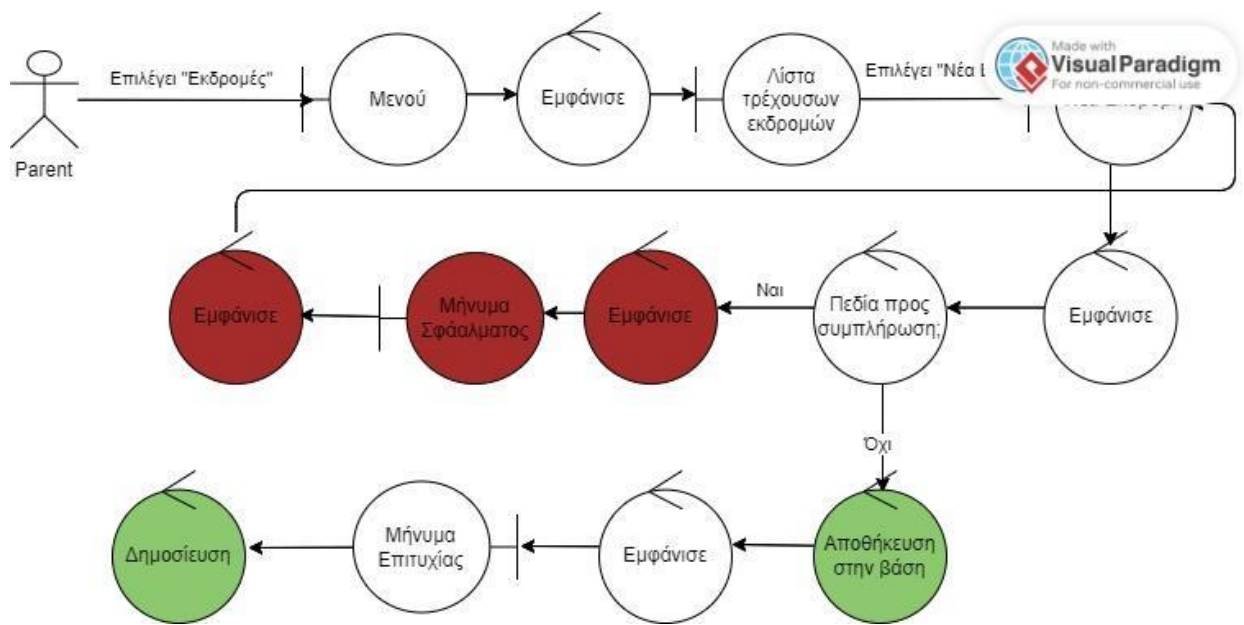 Επιλέγει "Εκδρομές"
Parent
Μενού
Εμφάνισε
Λίστα
τρέχουσων
εκδρομών
Επιλέγει "Νέα
Made with
Visual Paradigm
For non-commercial use
Εμφάνισε
Μήνυμα
Σφάαλματος
Εμφάνισε
Ναι
Πεδία προς
συμπλήρωση;
Εμφάνισε
Όχι
Δημοσίευση
Μήνυμα
Επιτυχίας
Εμφάνισε
Αποθήκευση
στην βάση